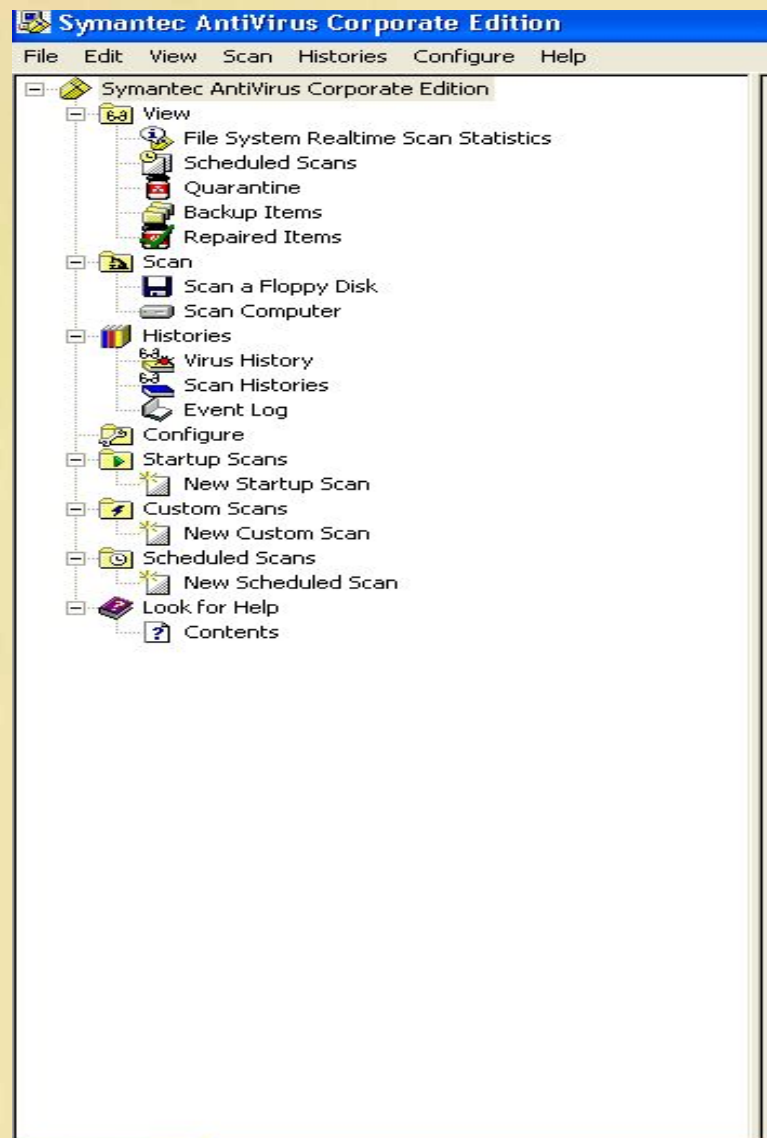 Symantec AntiVirus Corporate Edition
File Edit View Scan Histories Configure Help
Symantec AntiVirus Corporate Edition
View
File System Realtime Scan Statistics
Scheduled Scans
Quarantine
Backup Items
Repaired Items
Scan
Scan a Floppy Disk
Scan Computer
Histories
Virus History
Scan Histories
Event Log
Configure
Startup Scans
New Startup Scan
Custom Scans
New Custom Scan
Scheduled Scans
New Scheduled Scan
Look for Help
Contents